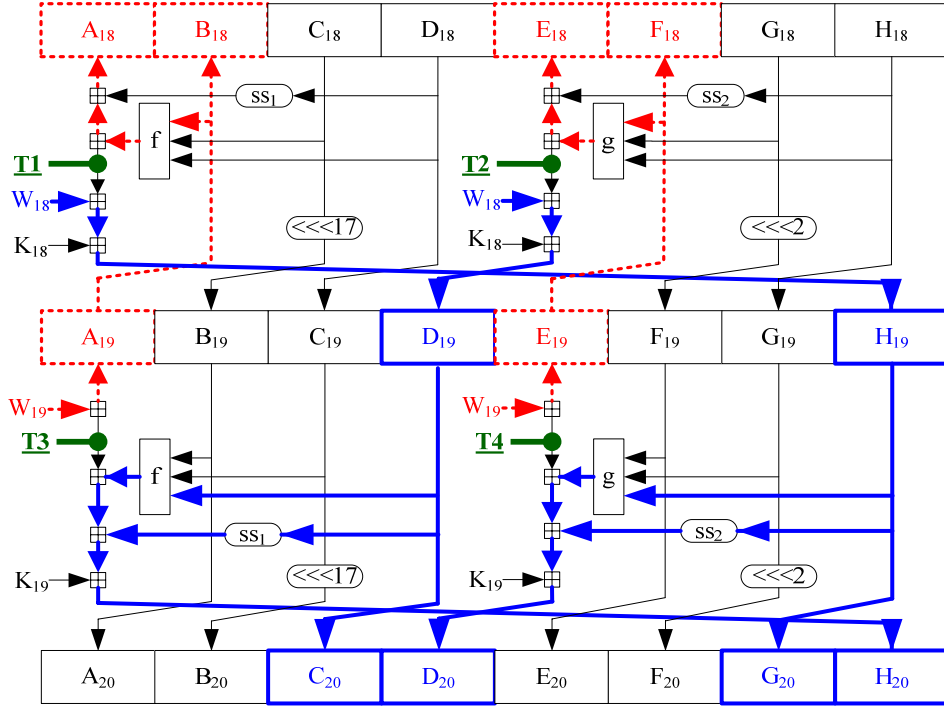 A₁₈ B₁₈ C₁₈ D₁₈ E₁₈ F₁₈ G₁₈ H₁₈
ss₁ ss₂
f g
T1 T2
W₁₈ W₁₈
<<<17 <<<2
K₁₈ K₁₈
A₁₉ B₁₉ C₁₉ D₁₉ E₁₉ F₁₉ G₁₉ H₁₉
W₁₉ W₁₉
T3 T4
f g
ss₁ ss₂
K₁₉ <<<17 K₁₉ <<<2
A₂₀ B₂₀ C₂₀ D₂₀ E₂₀ F₂₀ G₂₀ H₂₀